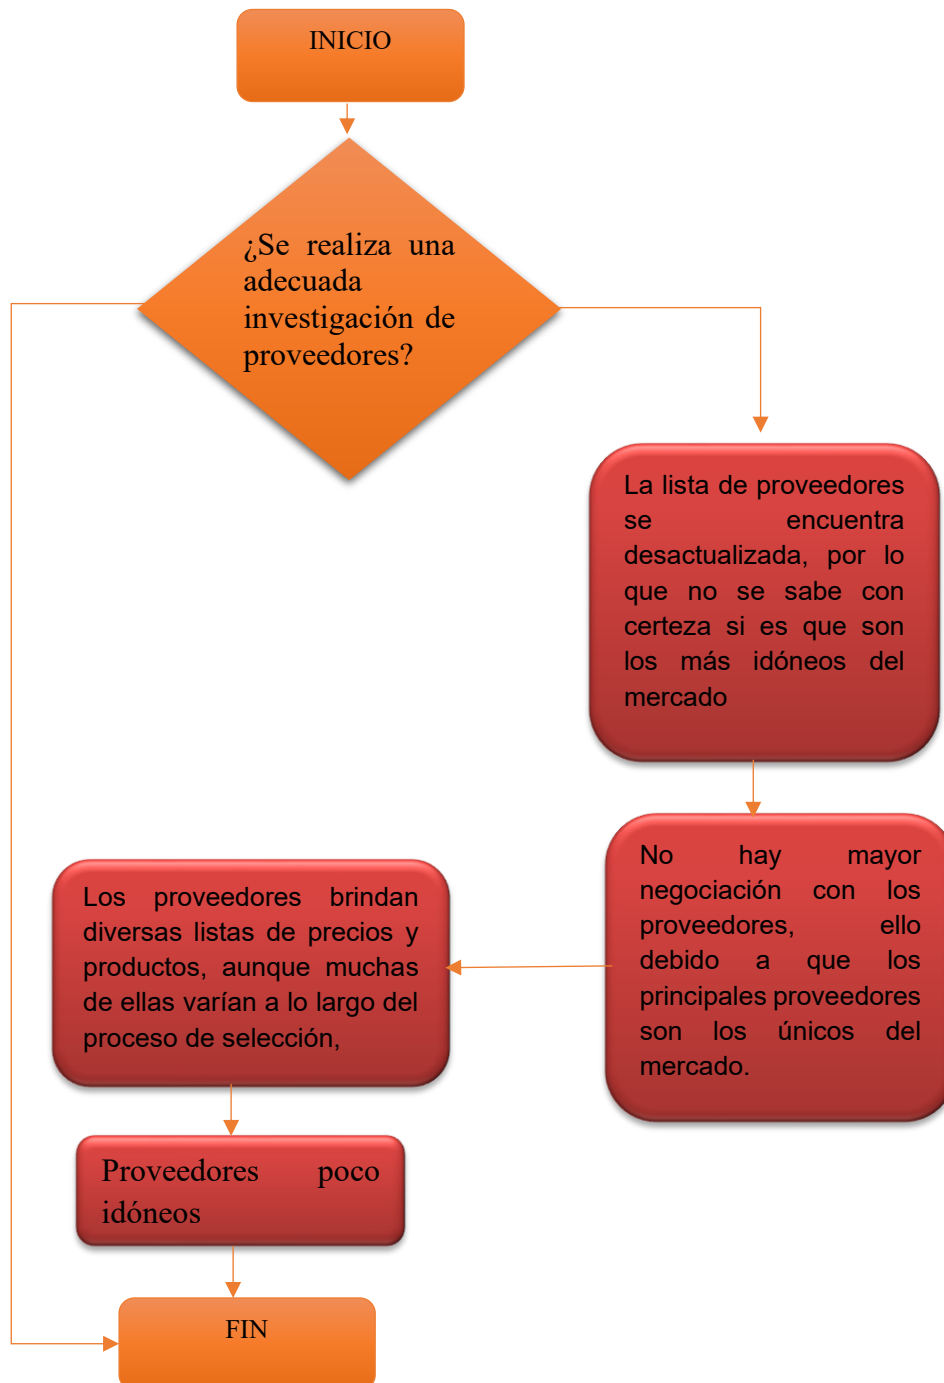 INICIO
¿Se realiza una
adecuada
investigación de
proveedores?
La lista de proveedores
se encuentra
desactualizada, por lo
que no se sabe con
certeza si es que son
los más idóneos del
mercado
No hay mayor
negociación con los
proveedores, ello
debido a que los
principales proveedores
son los únicos del
mercado.
Los proveedores brindan
diversas listas de precios y
productos, aunque muchas
de ellas varían a lo largo del
proceso de selección,
Proveedores poco
idóneos
FIN